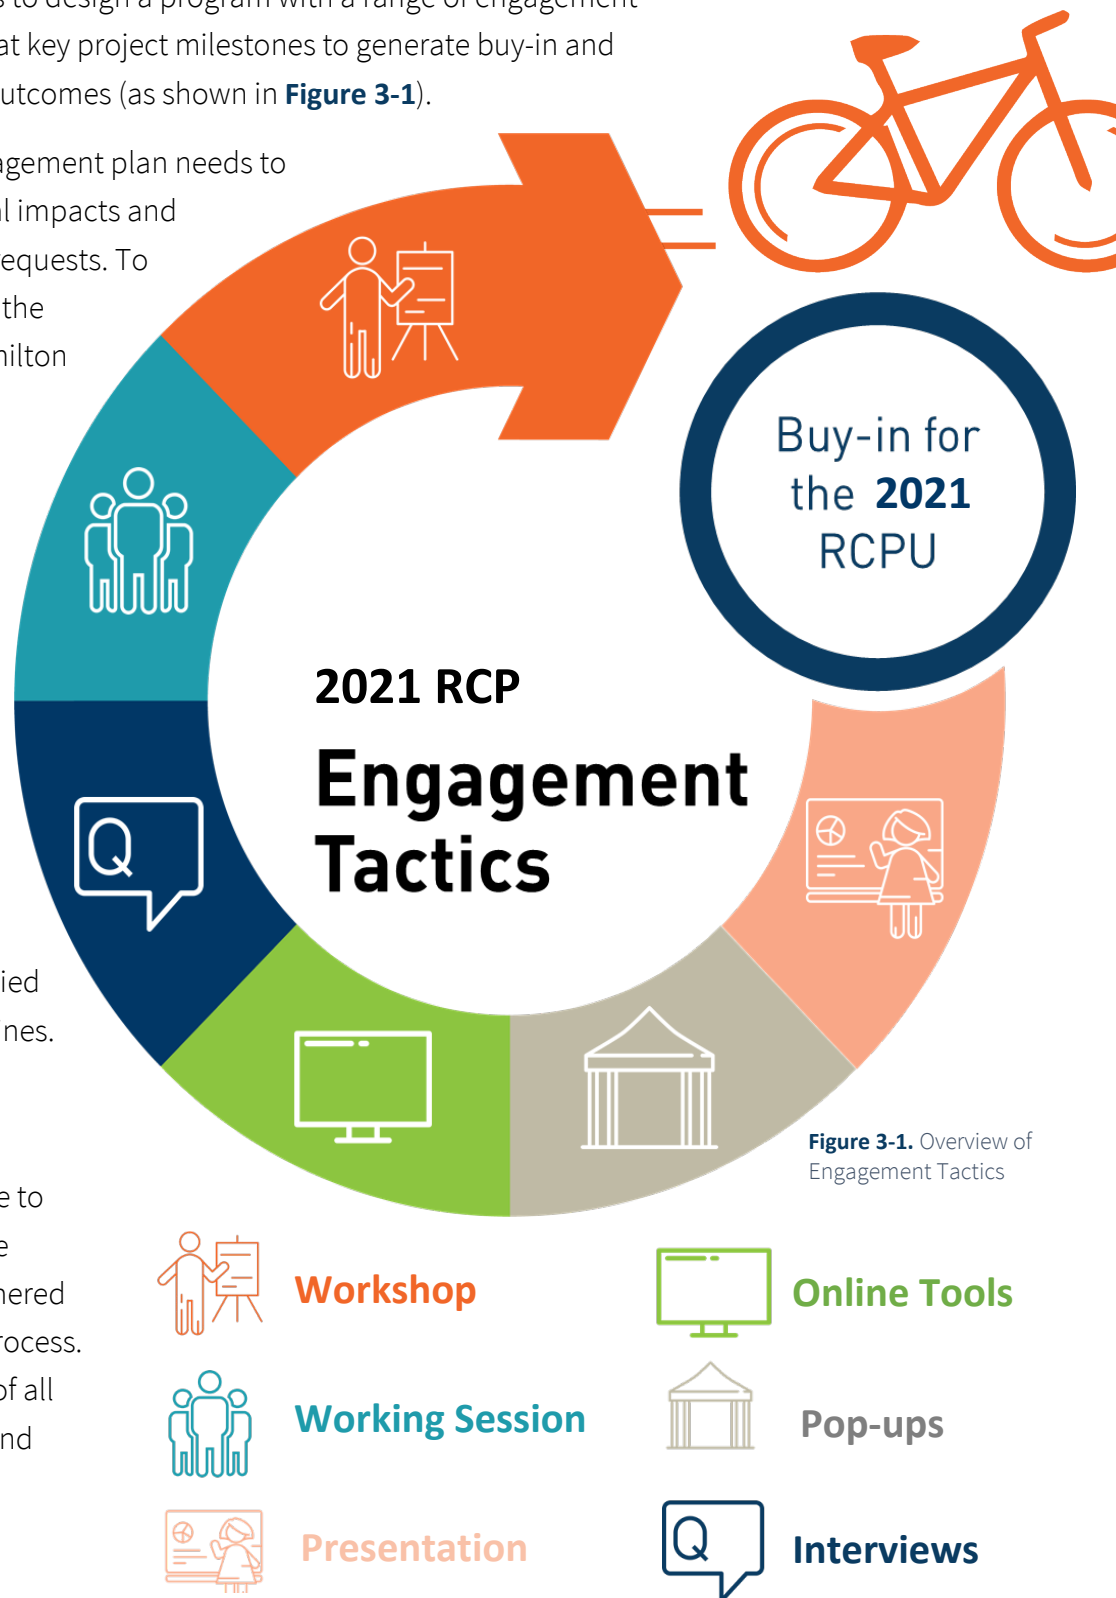 to design a program with a range of engagement
at key project milestones to generate buy-in and
outcomes (as shown in Figure 3-1).
agement plan needs to
l impacts and
equests. To
the
nilton
Buy-in for
the 2021
RCPU
2021 RCP
Engagement
Tactics
Q
ied
ines.
Figure 3-1. Overview of
Engagement Tactics
e to
e
hered
rocess.
of all
nd
Workshop
Online Tools
Working Session
Pop-ups
Presentation
Q
Interviews